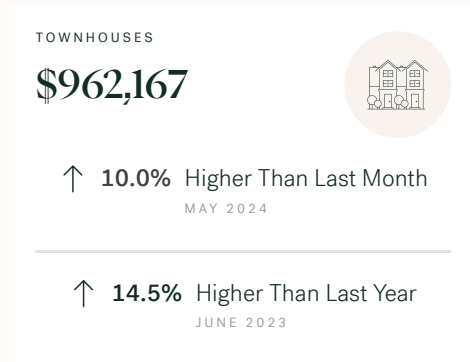 TOWNHOUSES
$962,167
↑ 10.0% Higher Than Last Month
MAY 2024
↑ 14.5% Higher Than Last Year
JUNE 2023